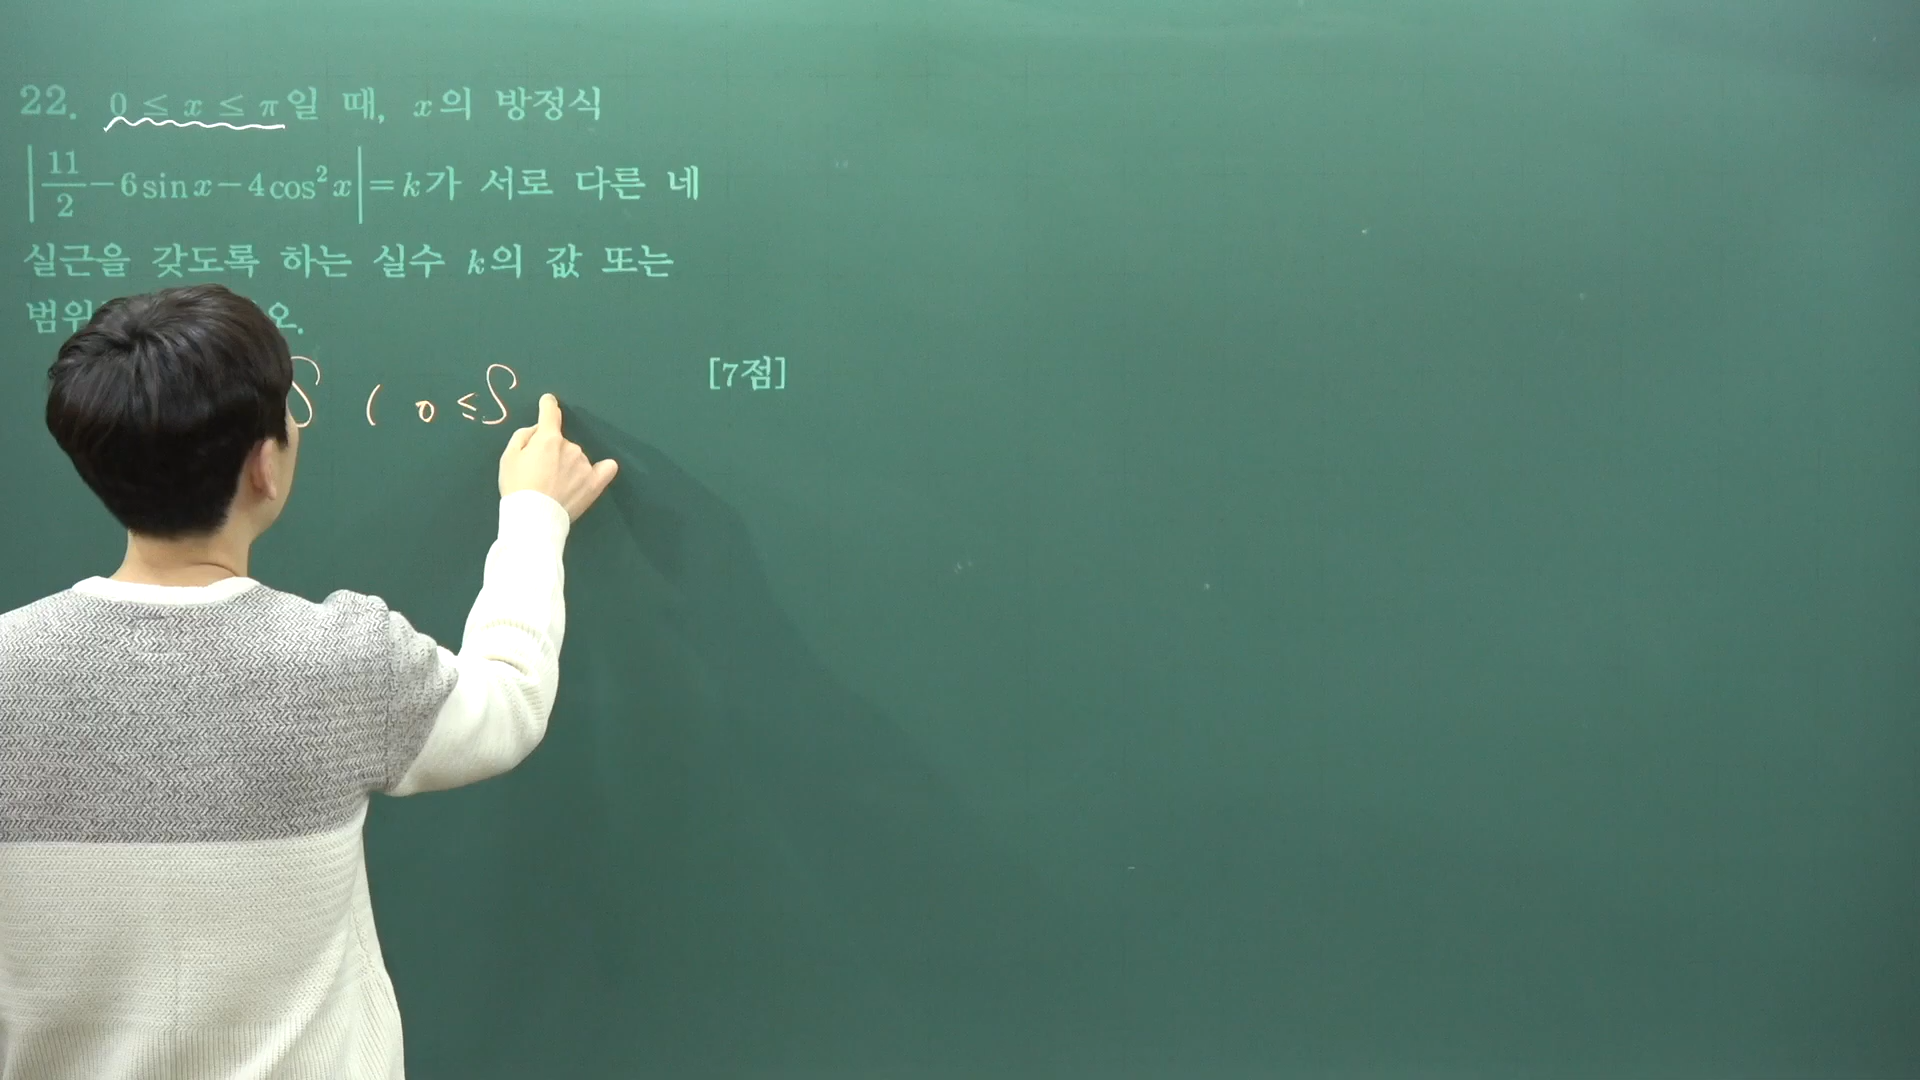 22. 0 ≤ x ≤ π일 때, x의 방정식
|11/2 − 6 sin x − 4 cos² x| = k가 서로 다른 네
실근을 갖도록 하는 실수 k의 값 또는
범위 오.
[7점]
S ( 0 ≤ S